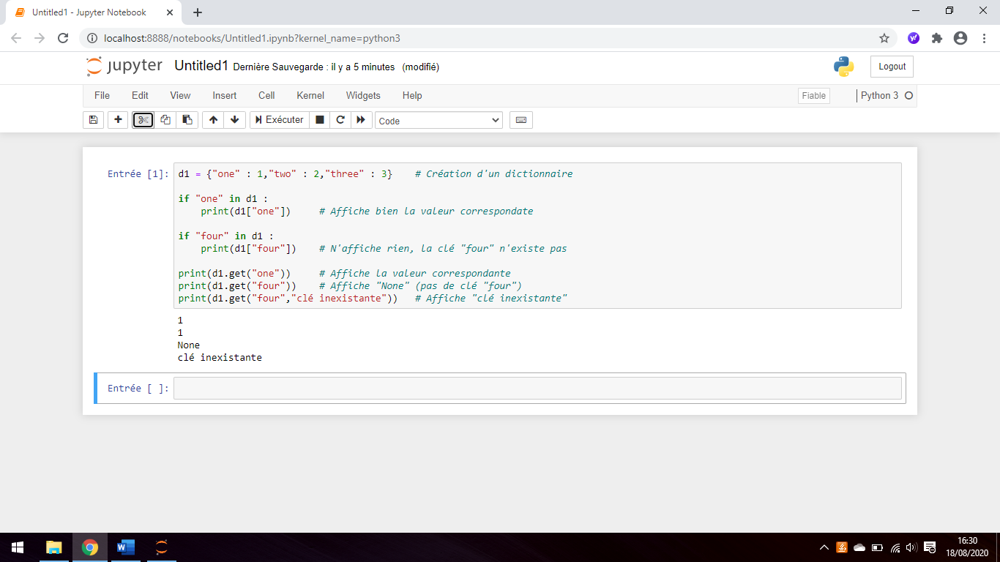 Untitled1 - Jupyter Notebook
localhost:8888/notebooks/Untitled1.ipynb?kernel_name=python3
jupyter Untitled1 Dernière Sauvegarde : il y a 5 minutes (modifié) Logout
File Edit View Insert Cell Kernel Widgets Help Fiable Python 3
Exécuter Code
Entrée [1]: d1 = {"one" : 1,"two" : 2,"three" : 3} # Création d'un dictionnaire
if "one" in d1 :
print(d1["one"]) # Affiche bien la valeur correspondate
if "four" in d1 :
print(d1["four"]) # N'affiche rien, la clé "four" n'existe pas
print(d1.get("one")) # Affiche la valeur correspondante
print(d1.get("four")) # Affiche "None" (pas de clé "four")
print(d1.get("four","clé inexistante")) # Affiche "clé inexistante"
1
1
None
clé inexistante
Entrée [ ]:
16:30
18/08/2020